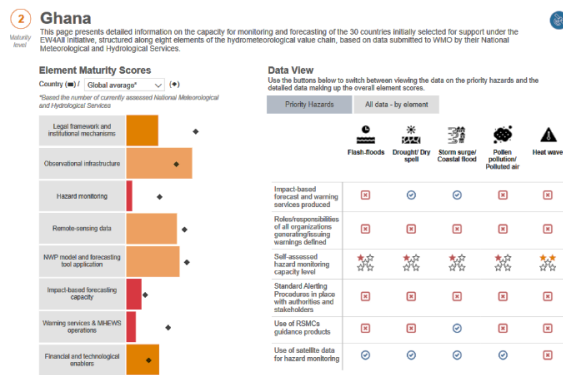 2
Maturity
level
Ghana
This page presents detailed information on the capacity for monitoring and forecasting of the 30 countries initially selected for support under the
EW4All Initiative, structured along eight elements of the hydrometeorological value chain, based on data submitted to WMO by their National
Meteorological and Hydrological Services.
Element Maturity Scores
Country (■) / Global average* (◆)
*Based the number of currently assessed National Meteorological
and Hydrological Services
Legal framework and
institutional mechanisms
Observational infrastructure
Hazard monitoring
Remote-sensing data
NWP model and forecasting
tool application
Impact-based forecasting
capacity
Warning services & MHEWS
operations
Financial and technological
enablers
Data View
Use the buttons below to switch between viewing the data on the priority hazards and the
detailed data making up the overall element scores.
Priority Hazards
All data - by element
Flash-floods
Drought/ Dry
spell
Storm surge/
Coastal flood
Pollen
pollution/
Polluted air
Heat wave
Impact-based
forecast and warning
services produced
Roles/responsibilities
of all organizations
generating/issuing
warnings defined
Self-assessed
hazard monitoring
capacity level
Standard Alerting
Procedures in place
with authorities and
stakeholders
Use of RSMCs
guidance products
Use of satellite data
for hazard monitoring